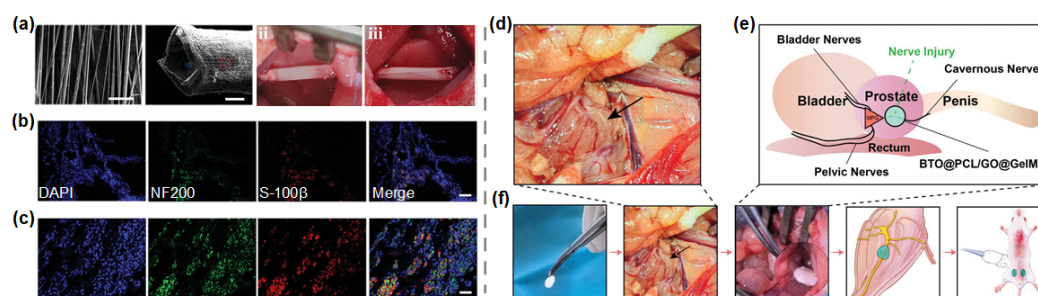 (a)
ii
iii
(b)
DAPI
NF200
S-100β
Merge
(c)
(d)
(e)
Bladder Nerves
Nerve Injury
Cavernous Nerve
Bladder
Prostate
Penis
MPG
Rectum
Pelvic Nerves
BTO@PCL/GO@GelM
(f)